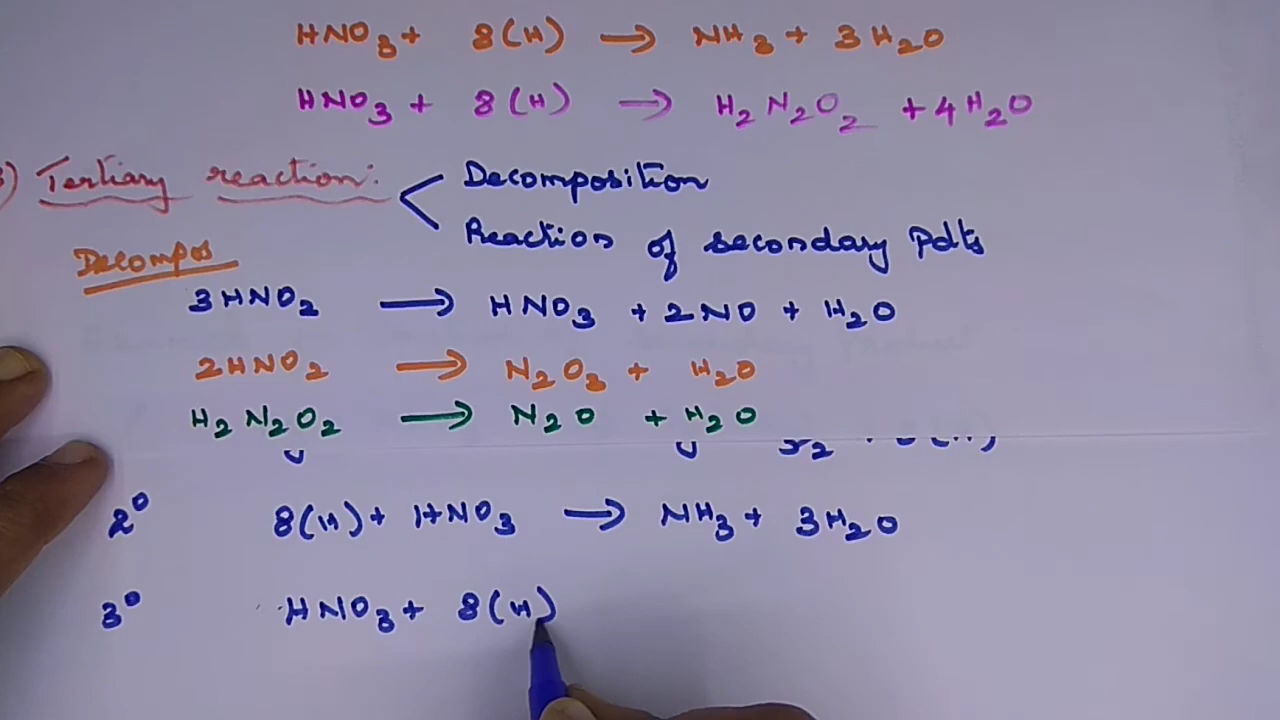 HNO₃ + 8(H) → NH₃ + 3H₂O
HNO₃ + 8(H) → H₂N₂O₂ + 4H₂O
) Tertiary reaction:
Decomposition
Reaction of secondary Pdts
Decompos
3HNO₂ → HNO₃ + 2NO + H₂O
2HNO₂ → N₂O₃ + H₂O
H₂N₂O₂ → N₂O + H₂O
2° 8(H) + HNO₃ → NH₃ + 3H₂O
3° HNO₃ + 8(H)